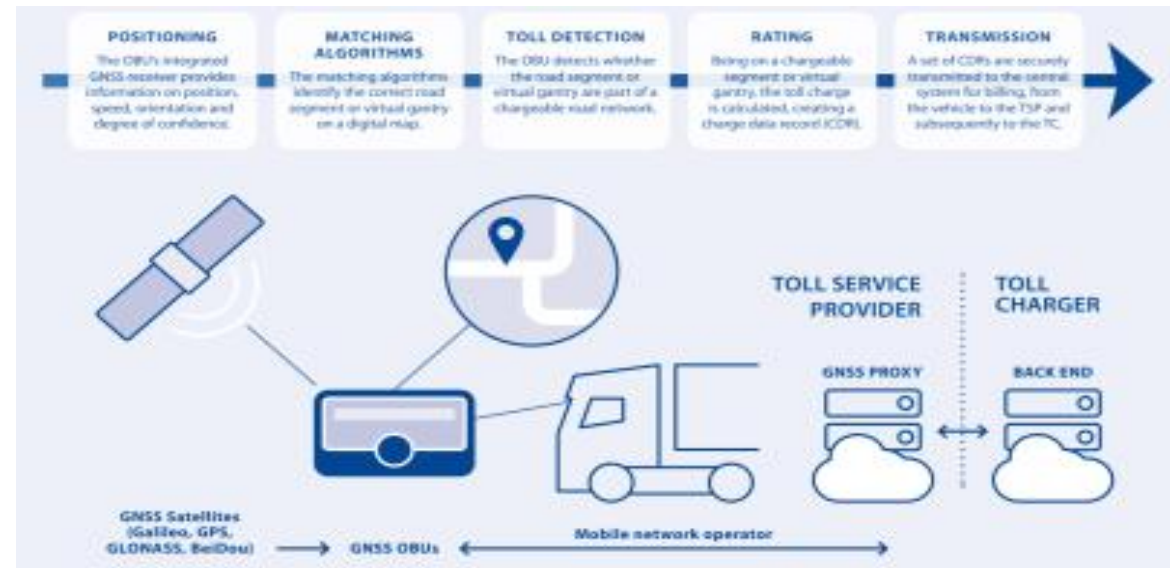 POSITIONING
The OBU's integrated
GNSS receiver provides
information on position,
speed, orientation and
degree of confidence.
MATCHING
ALGORITHMS
The matching algorithms
identify the correct road
segment or virtual gantry
on a digital map.
TOLL DETECTION
The OBU detects whether
the road segment or
virtual gantry are part of a
chargeable road network.
RATING
Being on a chargeable
segment or virtual
gantry, the toll charge
is calculated, creating a
charge data record (CDR).
TRANSMISSION
A set of CDRs are securely
transmitted to the central
system for billing, from
the vehicle to the TSP and
subsequently to the TC.
TOLL SERVICE
PROVIDER
TOLL
CHARGER
GNSS PROXY
BACK END
GNSS Satellites
(Galileo, GPS,
GLONASS, BeiDou)
GNSS OBUs
Mobile network operator